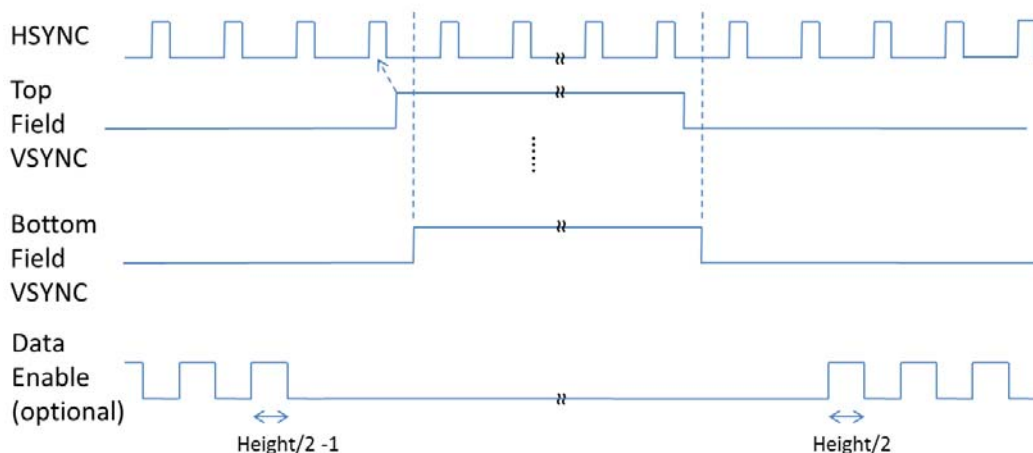 HSYNC
Top
Field
VSYNC
Bottom
Field
VSYNC
Data
Enable
(optional)
Height/2 -1
Height/2